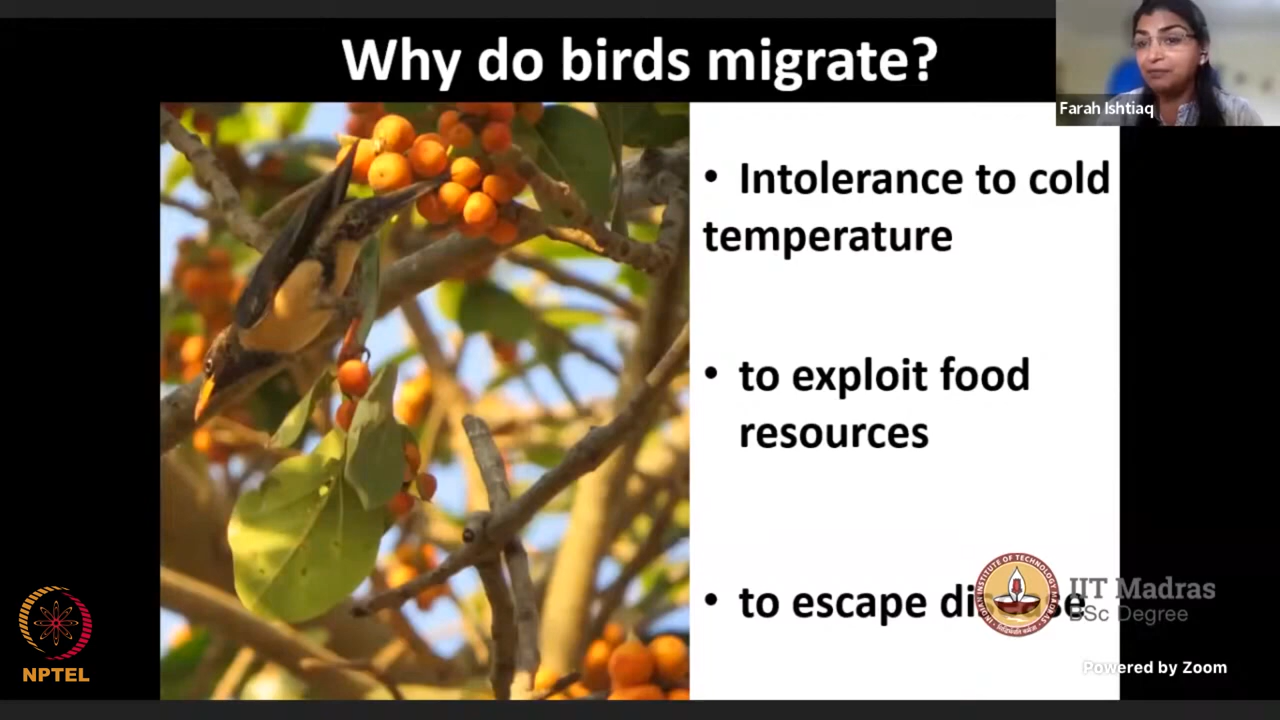 Why do birds migrate?
Farah Ishtiaq
• Intolerance to cold
temperature
• to exploit food
resources
• to escape
IIT Madras
BSc Degree
NPTEL
Powered by Zoom